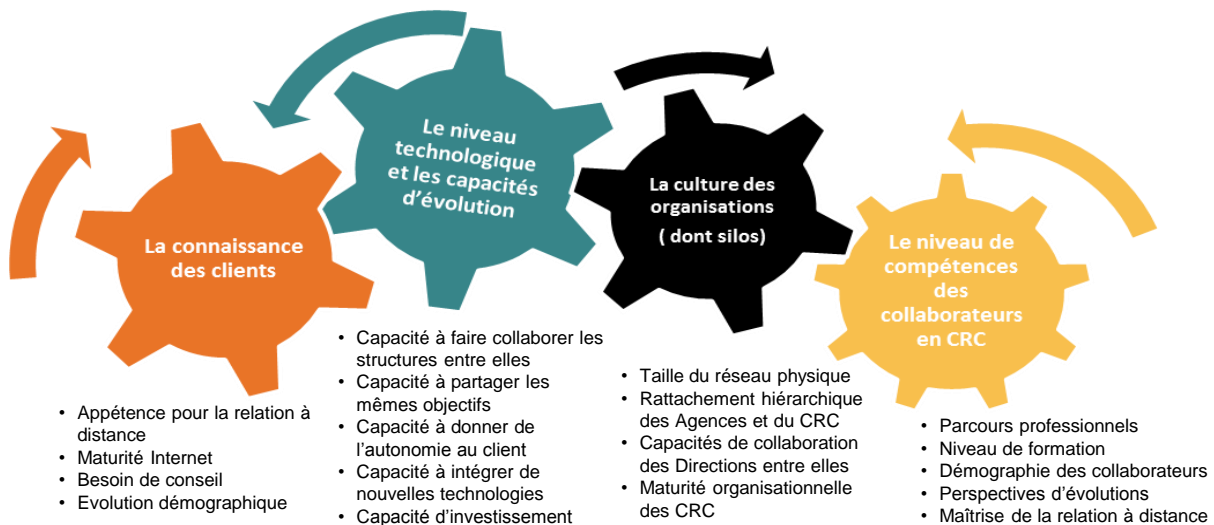 La connaissance
des clients
• Appétence pour la relation à
distance
• Maturité Internet
• Besoin de conseil
• Evolution démographique
Le niveau
technologique
et les capacités
d’évolution
• Capacité à faire collaborer les
structures entre elles
• Capacité à partager les
mêmes objectifs
• Capacité à donner de
l’autonomie au client
• Capacité à intégrer de
nouvelles technologies
• Capacité d’investissement
La culture des
organisations
( dont silos)
• Taille du réseau physique
• Rattachement hiérarchique
des Agences et du CRC
• Capacités de collaboration
des Directions entre elles
• Maturité organisationnelle
des CRC
Le niveau de
compétences
des
collaborateurs
en CRC
• Parcours professionnels
• Niveau de formation
• Démographie des collaborateurs
• Perspectives d’évolutions
• Maîtrise de la relation à distance